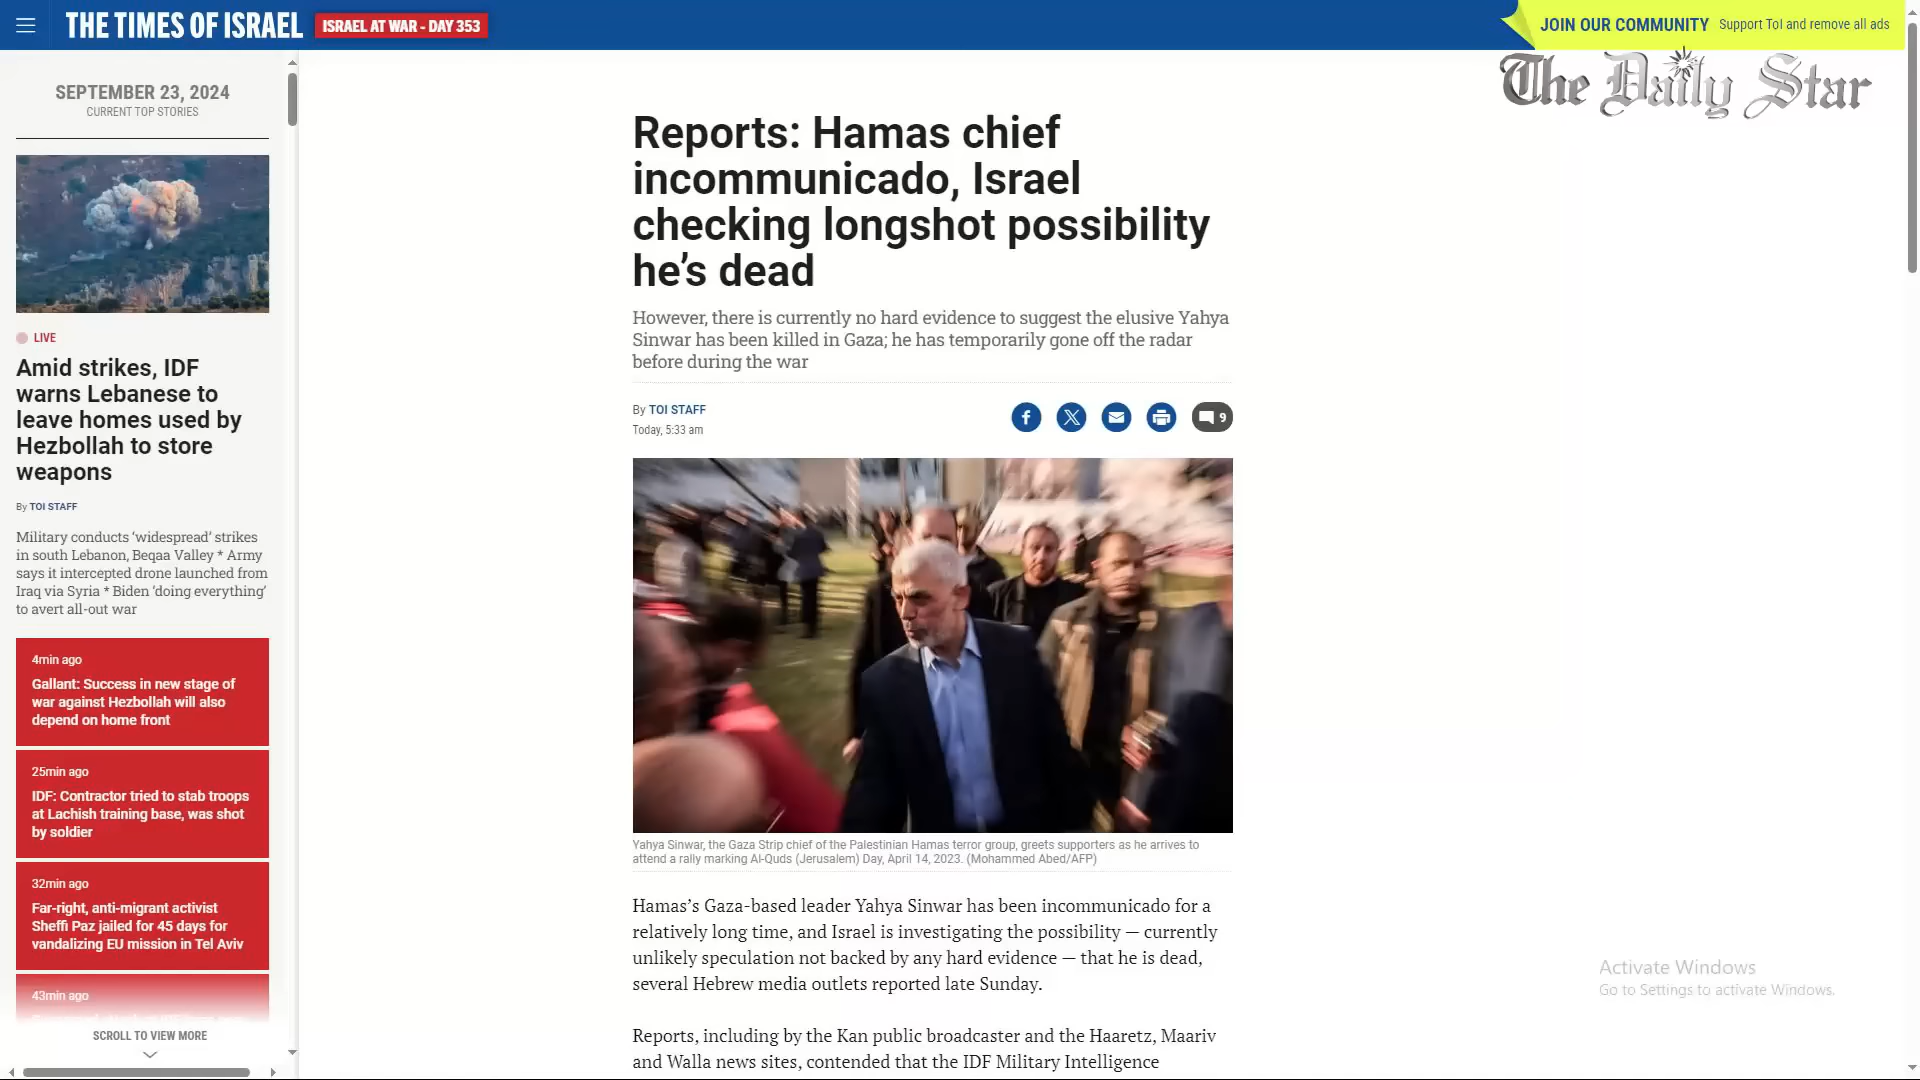 THE TIMES OF ISRAEL
ISRAEL AT WAR - DAY 353
JOIN OUR COMMUNITY Support ToI and remove all ads
The Daily Star
SEPTEMBER 23, 2024
CURRENT TOP STORIES
LIVE
Amid strikes, IDF
warns Lebanese to
leave homes used by
Hezbollah to store
weapons
By TOI STAFF
Military conducts ‘widespread’ strikes
in south Lebanon, Beqaa Valley * Army
says it intercepted drone launched from
Iraq via Syria * Biden ‘doing everything’
to avert all-out war
4min ago
Gallant: Success in new stage of
war against Hezbollah will also
depend on home front
25min ago
IDF: Contractor tried to stab troops
at Lachish training base, was shot
by soldier
32min ago
Far-right, anti-migrant activist
Sheffi Paz jailed for 45 days for
vandalizing EU mission in Tel Aviv
43min ago
SCROLL TO VIEW MORE
Reports: Hamas chief
incommunicado, Israel
checking longshot possibility
he’s dead
However, there is currently no hard evidence to suggest the elusive Yahya
Sinwar has been killed in Gaza; he has temporarily gone off the radar
before during the war
By TOI STAFF
Today, 5:33 am
9
Yahya Sinwar, the Gaza Strip chief of the Palestinian Hamas terror group, greets supporters as he arrives to
attend a rally marking Al-Quds (Jerusalem) Day, April 14, 2023. (Mohammed Abed/AFP)
Hamas’s Gaza-based leader Yahya Sinwar has been incommunicado for a
relatively long time, and Israel is investigating the possibility — currently
unlikely speculation not backed by any hard evidence — that he is dead,
several Hebrew media outlets reported late Sunday.
Reports, including by the Kan public broadcaster and the Haaretz, Maariv
and Walla news sites, contended that the IDF Military Intelligence
Activate Windows
Go to Settings to activate Windows.